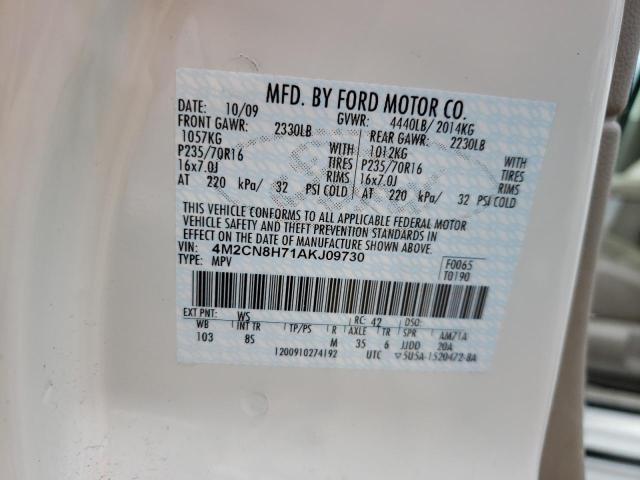 MFD. BY FORD MOTOR CO.
DATE: 10/09 GVWR: 4440LB/ 2014KG
FRONT GAWR: 2330LB REAR GAWR: 2230LB
1057KG WITH 1012KG WITH
P235/70R16 TIRES P235/70R16 TIRES
16x7.0J RIMS 16x7.0J RIMS
AT 220 kPa/ 32 PSI COLD AT 220 kPa/ 32 PSI COLD
THIS VEHICLE CONFORMS TO ALL APPLICABLE FEDERAL MOTOR
VEHICLE SAFETY AND THEFT PREVENTION STANDARDS IN
EFFECT ON THE DATE OF MANUFACTURE SHOWN ABOVE.
VIN: 4M2CN8H71AKJ09730 F0065
TYPE: MPV T0190
EXT PNT: WS RC: 42 DSO:
WB INT TR TP/PS R AXLE TR SPR AM71A
103 85 M 35 6 JJDD 20A
1200910274192 UTC ▽5U5A-1520472-BA